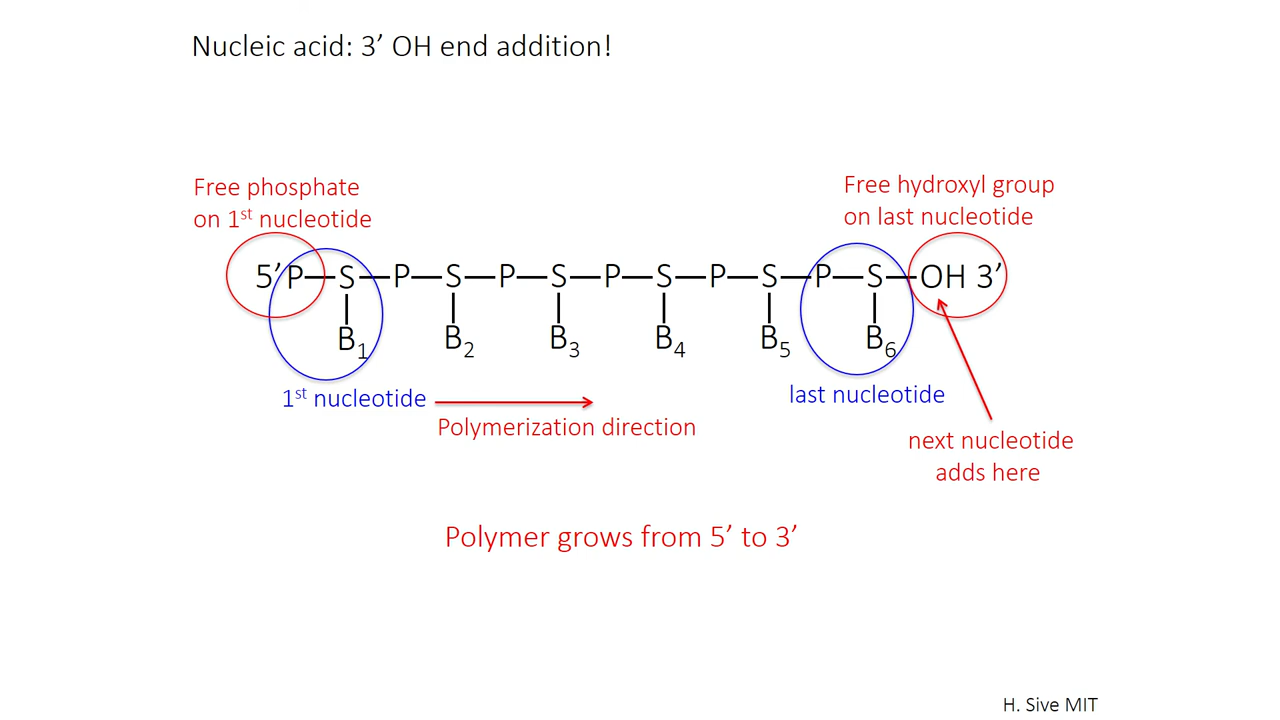 Nucleic acid: 3’ OH end addition!
Free phosphate
on 1st nucleotide
Free hydroxyl group
on last nucleotide
5’P—S—P—S—P—S—P—S—P—S—P—S—OH 3’
B1 B2 B3 B4 B5 B6
1st nucleotide
last nucleotide
Polymerization direction
next nucleotide
adds here
Polymer grows from 5’ to 3’
H. Sive MIT